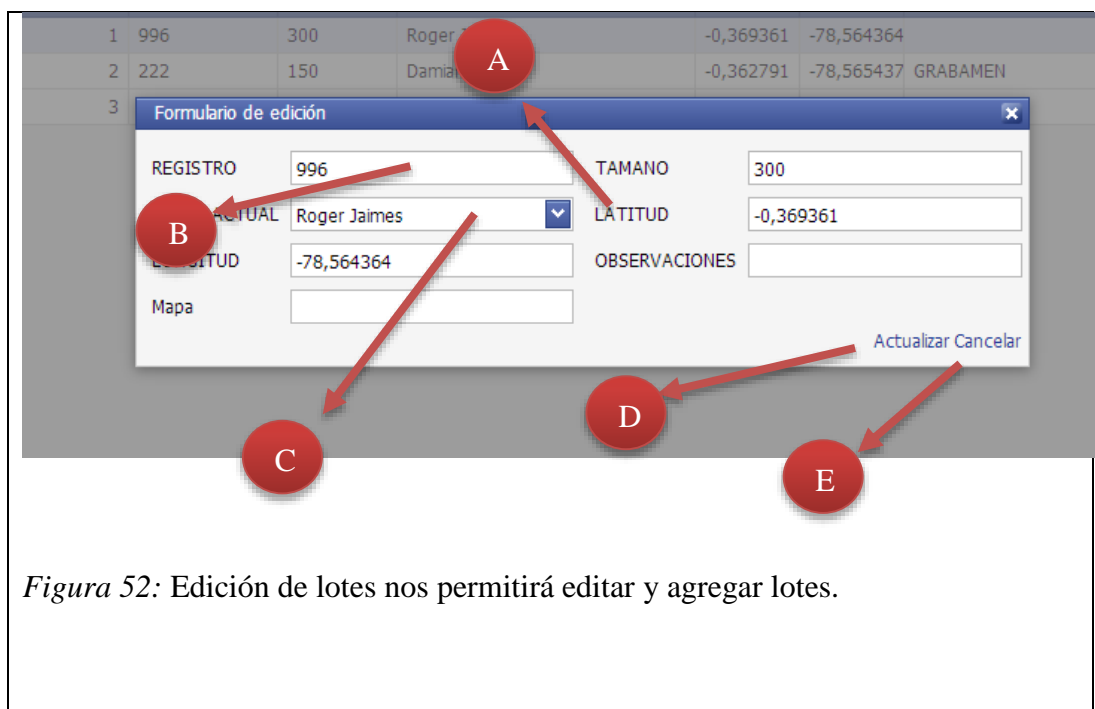 1 996 300 Roger -0,369361 -78,564364
2 222 150 -0,362791 -78,565437 GRABAMEN
3
A
Formulario de edición
REGISTRO 996 TAMANO 300
ACTUAL Roger Jaimes LATITUD -0,369361
B
-78,564364 OBSERVACIONES
Mapa
Actualizar Cancelar
D
C
E
Figura 52: Edición de lotes nos permitirá editar y agregar lotes.